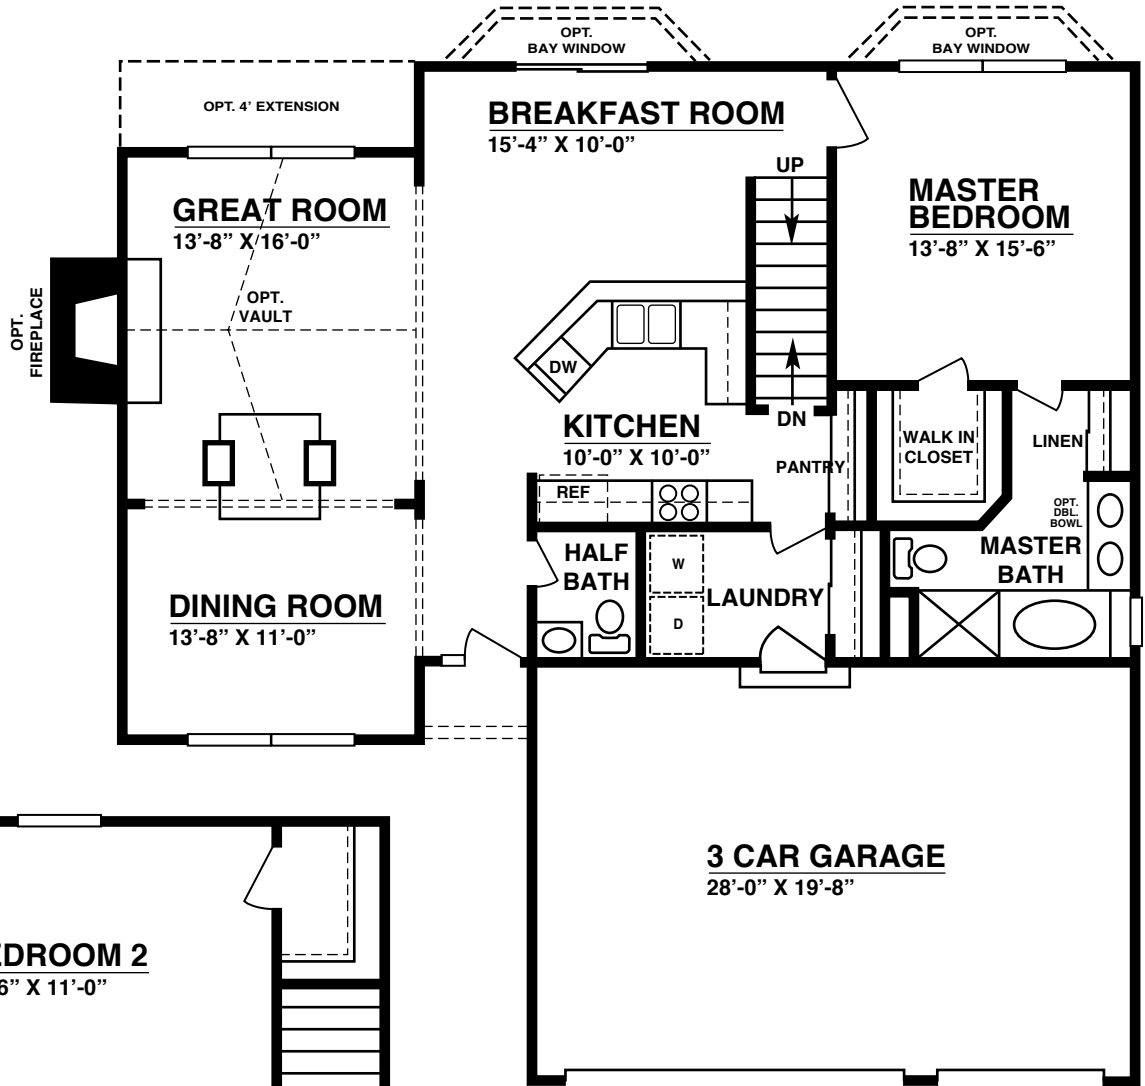 OPT.
BAY WINDOW
OPT.
BAY WINDOW
OPT. 4’ EXTENSION
BREAKFAST ROOM
15’-4” X 10’-0”
UP
GREAT ROOM
13’-8” X 16’-0”
MASTER
BEDROOM
13’-8” X 15’-6”
OPT.
FIREPLACE
OPT.
VAULT
DW
KITCHEN
10’-0” X 10’-0”
DN
PANTRY
WALK IN
CLOSET
LINEN
REF
OPT.
DBL.
BOWL
HALF
BATH
W
D
LAUNDRY
MASTER
BATH
DINING ROOM
13’-8” X 11’-0”
3 CAR GARAGE
28’-0” X 19’-8”
EDROOM 2
6” X 11’-0”